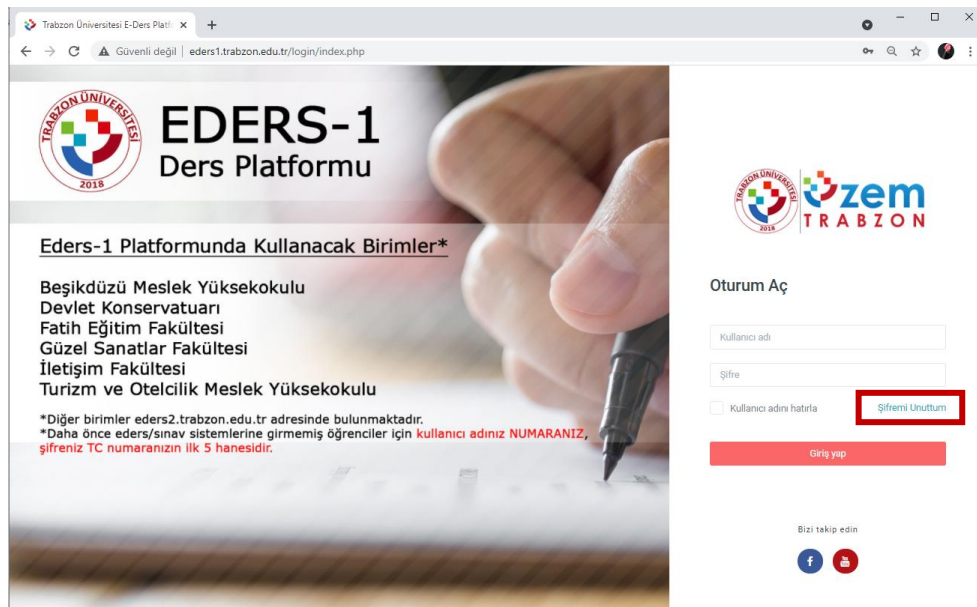 Trabzon Üniversitesi E-Ders Platfo
Güvenli değil | eders1.trabzon.edu.tr/login/index.php
TRABZON ÜNİVERSİTESİ
2018
EDERS-1
Ders Platformu
Eders-1 Platformunda Kullanacak Birimler*
Beşikdüzü Meslek Yüksekokulu
Devlet Konservatuarı
Fatih Eğitim Fakültesi
Güzel Sanatlar Fakültesi
İletişim Fakültesi
Turizm ve Otelcilik Meslek Yüksekokulu
*Diğer birimler eders2.trabzon.edu.tr adresinde bulunmaktadır.
*Daha önce eders/sınav sistemlerine girmemiş öğrenciler için kullanıcı adınız NUMARANIZ,
şifreniz TC numaranızın ilk 5 hanesidir.
TRABZON ÜNİVERSİTESİ
2018
üzem
TRABZON
Oturum Aç
Kullanıcı adı
Şifre
Kullanıcı adını hatırla
Şifremi Unuttum
Giriş yap
Bizi takip edin